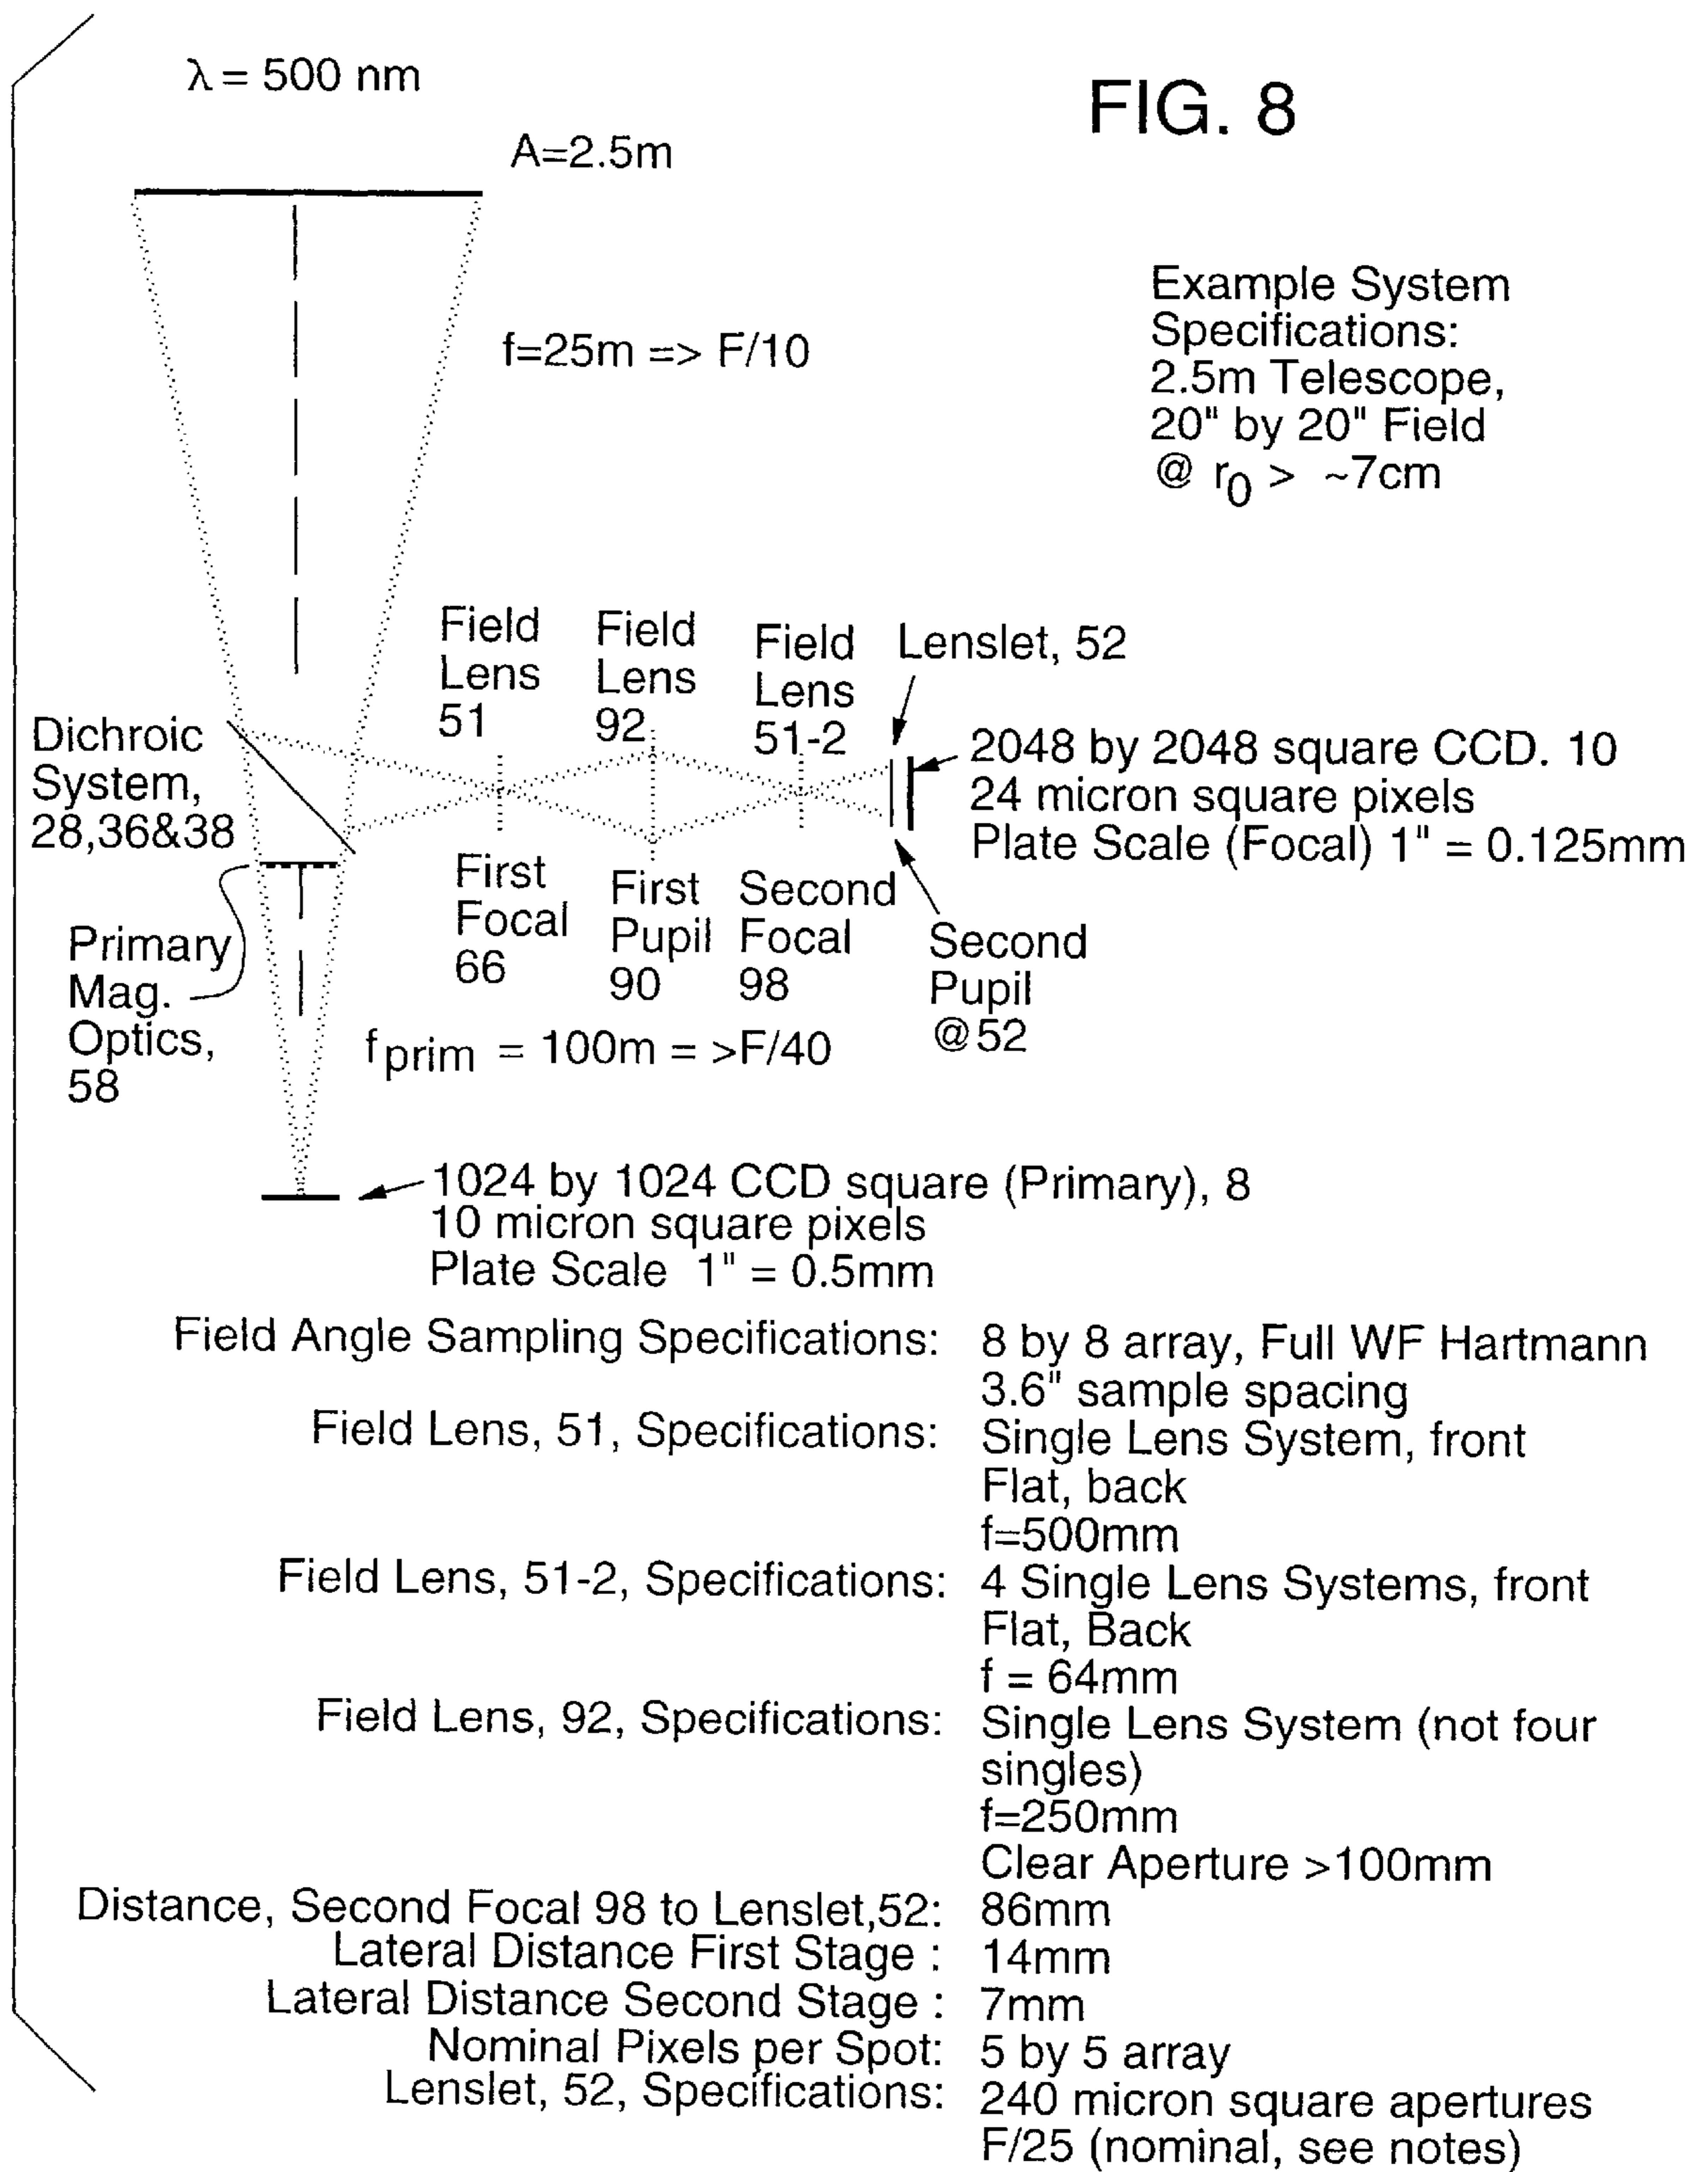 λ = 500 nm
FIG. 8
A=2.5m
f=25m => F/10
Example System
Specifications:
2.5m Telescope,
20" by 20" Field
@ r0 > ~7cm
Field
Lens
51
Field
Lens
92
Field
Lens
51-2
Lenslet, 52
Dichroic
System,
28,36&38
2048 by 2048 square CCD. 10
24 micron square pixels
Plate Scale (Focal) 1" = 0.125mm
First
Focal
66
First
Pupil
90
Second
Focal
98
Second
Pupil
@52
Primary
Mag.
Optics,
58
fprim = 100m = >F/40
1024 by 1024 CCD square (Primary), 8
10 micron square pixels
Plate Scale 1" = 0.5mm
Field Angle Sampling Specifications: 8 by 8 array, Full WF Hartmann
3.6" sample spacing
Field Lens, 51, Specifications: Single Lens System, front
Flat, back
f=500mm
Field Lens, 51-2, Specifications: 4 Single Lens Systems, front
Flat, Back
f = 64mm
Field Lens, 92, Specifications: Single Lens System (not four
singles)
f=250mm
Clear Aperture >100mm
Distance, Second Focal 98 to Lenslet,52: 86mm
Lateral Distance First Stage : 14mm
Lateral Distance Second Stage : 7mm
Nominal Pixels per Spot: 5 by 5 array
Lenslet, 52, Specifications: 240 micron square apertures
F/25 (nominal, see notes)